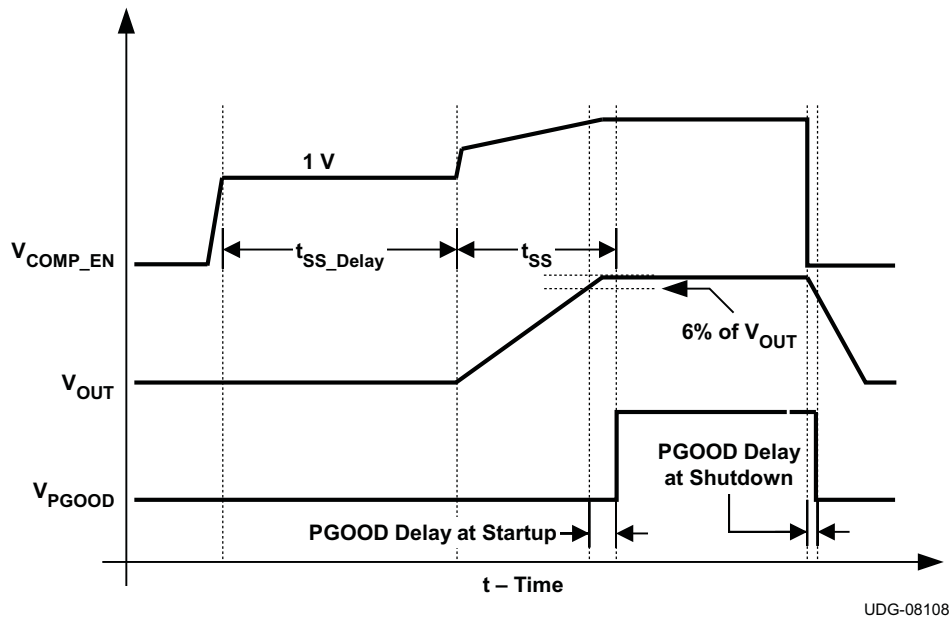 1 V
V_COMP_EN
t_SS_Delay
t_SS
6% of V_OUT
V_OUT
PGOOD Delay
at Shutdown
V_PGOOD
PGOOD Delay at Startup
t – Time
UDG-08108